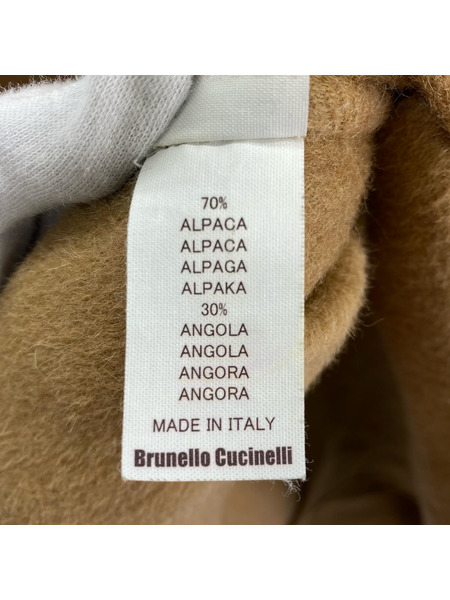 70%
ALPACA
ALPACA
ALPAGA
ALPAKA
30%
ANGOLA
ANGOLA
ANGORA
ANGORA
MADE IN ITALY
Brunello Cucinelli